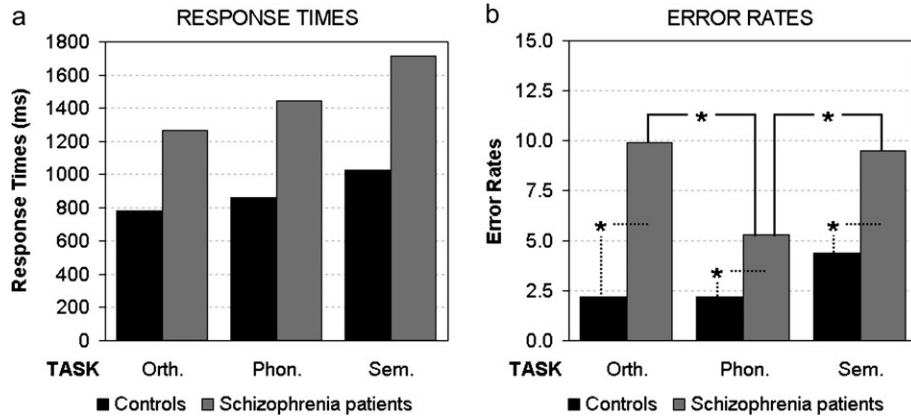 a RESPONSE TIMES
1800
1600
1400
1200
1000
800
600
400
200
0
Response Times (ms)
TASK Orth. Phon. Sem.
Controls Schizophrenia patients
b ERROR RATES
15.0
12.5
10.0
7.5
5.0
2.5
0.0
Error Rates
* *
* * *
TASK Orth. Phon. Sem.
Controls Schizophrenia patients